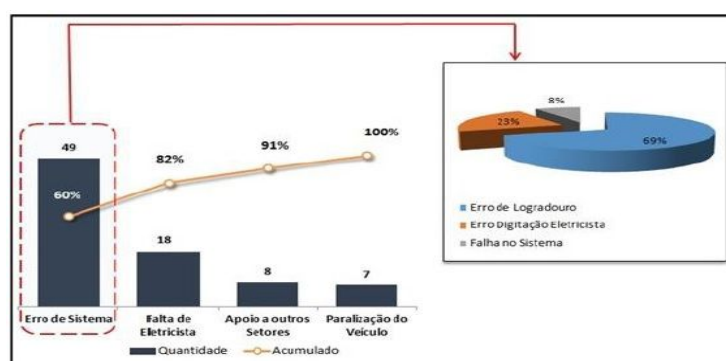 49
60%
82%
91%
100%
18
8
7
Erro de Sistema
Falta de
Eletricista
Apoio a outros
Setores
Paralização do
Veículo
Quantidade
Acumulado
8%
23%
69%
Erro de Logradouro
Erro Digitação Eletricista
Falha no Sistema